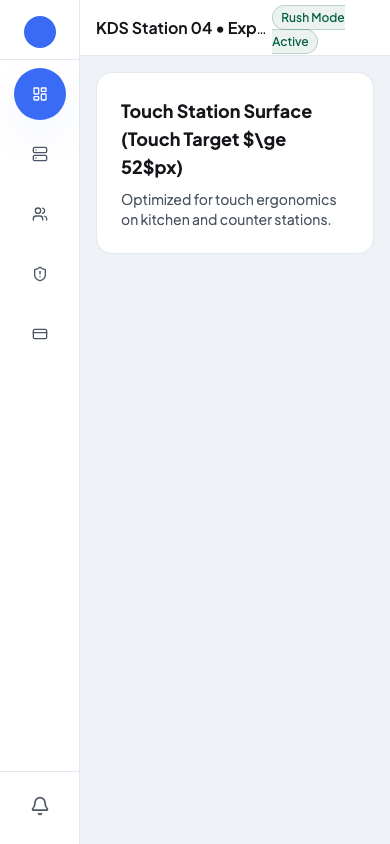 KDS Station 04 • Exp…
Rush Mode
Active
Touch Station Surface
(Touch Target $\ge
52$px)
Optimized for touch ergonomics
on kitchen and counter stations.